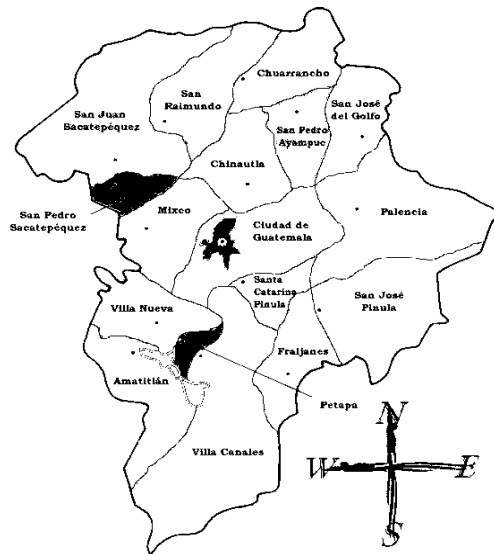 Chuarrancho
San
Raimundo
San José
del Golfo
San Juan
Sacatepéquez
San Pedro
Ayampuc
Chinautla
San Pedro
Sacatepéquez
Mixco
Palencia
Ciudad de
Guatemala
Santa
Catarina
Pinula
San José
Pinula
Villa Nueva
Fraijanes
Amatitlán
Petapa
Villa Canales
N
W
E
S